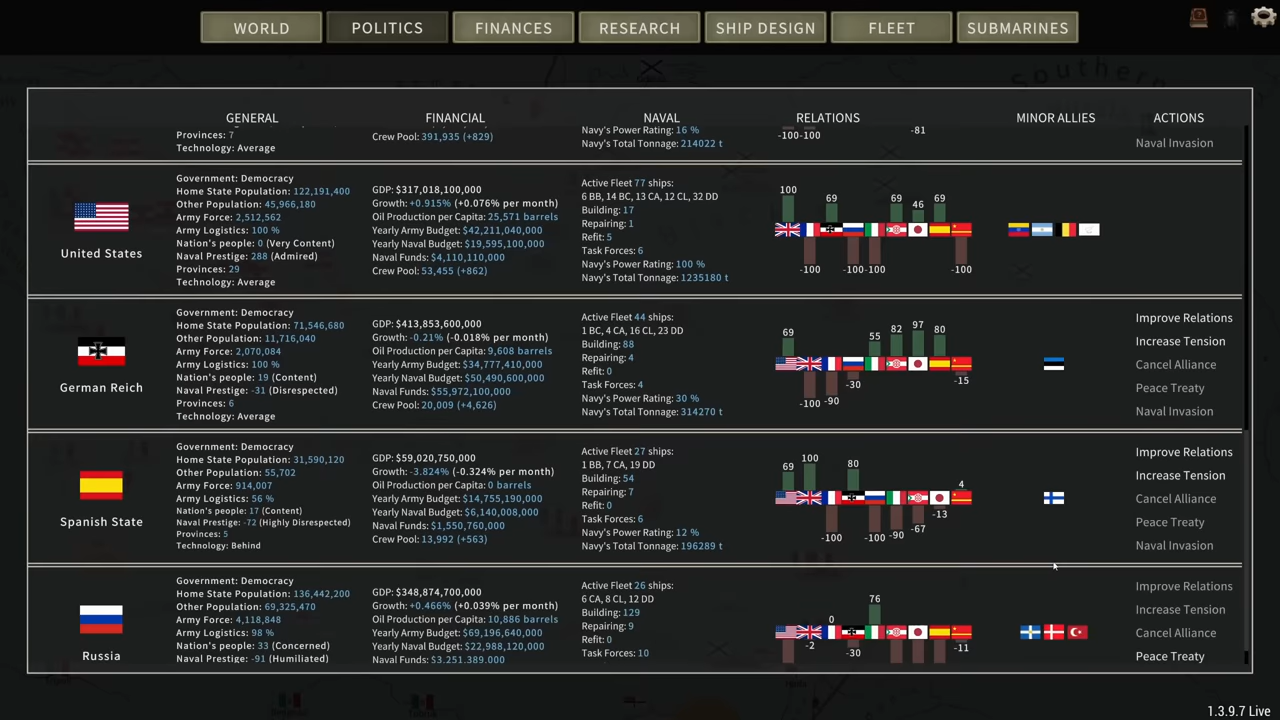 WORLD
POLITICS
FINANCES
RESEARCH
SHIP DESIGN
FLEET
SUBMARINES
GENERAL
FINANCIAL
NAVAL
RELATIONS
MINOR ALLIES
ACTIONS
Provinces: 7
Technology: Average
Crew Pool: 391,935 (+829)
Navy's Power Rating: 16 %
Navy's Total Tonnage: 214022 t
-100-100
-81
Naval Invasion
United States
Government: Democracy
Home State Population: 122,191,400
Other Population: 45,966,180
Army Force: 2,512,562
Army Logistics: 100 %
Nation's people: 0 (Very Content)
Naval Prestige: 288 (Admired)
Provinces: 29
Technology: Average
GDP: $317,018,100,000
Growth: +0.915% (+0.076% per month)
Oil Production per Capita: 25,571 barrels
Yearly Army Budget: $42,211,040,000
Yearly Naval Budget: $19,595,100,000
Naval Funds: $4,110,110,000
Crew Pool: 53,455 (+862)
Active Fleet 77 ships:
6 BB, 14 BC, 13 CA, 12 CL, 32 DD
Building: 17
Repairing: 1
Refit: 5
Task Forces: 6
Navy's Power Rating: 100 %
Navy's Total Tonnage: 1235180 t
100
69
69
46
69
-100
-100
-100
-100
German Reich
Government: Democracy
Home State Population: 71,546,680
Other Population: 11,716,040
Army Force: 2,070,084
Army Logistics: 100 %
Nation's people: 19 (Content)
Naval Prestige: -31 (Disrespected)
Provinces: 6
Technology: Average
GDP: $413,853,600,000
Growth: -0.21% (-0.018% per month)
Oil Production per Capita: 9,608 barrels
Yearly Army Budget: $34,777,410,000
Yearly Naval Budget: $50,490,600,000
Naval Funds: $55,972,100,000
Crew Pool: 20,009 (+4,626)
Active Fleet 44 ships:
1 BC, 4 CA, 16 CL, 23 DD
Building: 88
Repairing: 4
Refit: 0
Task Forces: 4
Navy's Power Rating: 30 %
Navy's Total Tonnage: 314270 t
69
55
82
97
80
-100
-90
-30
-15
Improve Relations
Increase Tension
Cancel Alliance
Peace Treaty
Naval Invasion
Spanish State
Government: Democracy
Home State Population: 31,590,120
Other Population: 55,702
Army Force: 914,007
Army Logistics: 56 %
Nation's people: 17 (Content)
Naval Prestige: -72 (Highly Disrespected)
Provinces: 5
Technology: Behind
GDP: $59,020,750,000
Growth: -3.824% (-0.324% per month)
Oil Production per Capita: 0 barrels
Yearly Army Budget: $14,755,190,000
Yearly Naval Budget: $6,140,008,000
Naval Funds: $1,550,760,000
Crew Pool: 13,992 (+563)
Active Fleet 27 ships:
1 BB, 7 CA, 19 DD
Building: 54
Repairing: 7
Refit: 0
Task Forces: 6
Navy's Power Rating: 12 %
Navy's Total Tonnage: 196289 t
69
100
80
4
-100
-100
-90
-67
-13
Improve Relations
Increase Tension
Cancel Alliance
Peace Treaty
Naval Invasion
Russia
Government: Democracy
Home State Population: 136,442,200
Other Population: 69,325,470
Army Force: 4,118,848
Army Logistics: 98 %
Nation's people: 33 (Concerned)
Naval Prestige: -91 (Humiliated)
GDP: $348,874,700,000
Growth: +0.466% (+0.039% per month)
Oil Production per Capita: 10,886 barrels
Yearly Army Budget: $69,196,640,000
Yearly Naval Budget: $22,988,120,000
Naval Funds: $3,251,389,000
Active Fleet 26 ships:
6 CA, 8 CL, 12 DD
Building: 129
Repairing: 9
Refit: 0
Task Forces: 10
0
76
-2
-30
-11
Improve Relations
Increase Tension
Cancel Alliance
Peace Treaty
Southern
1.3.9.7 Live